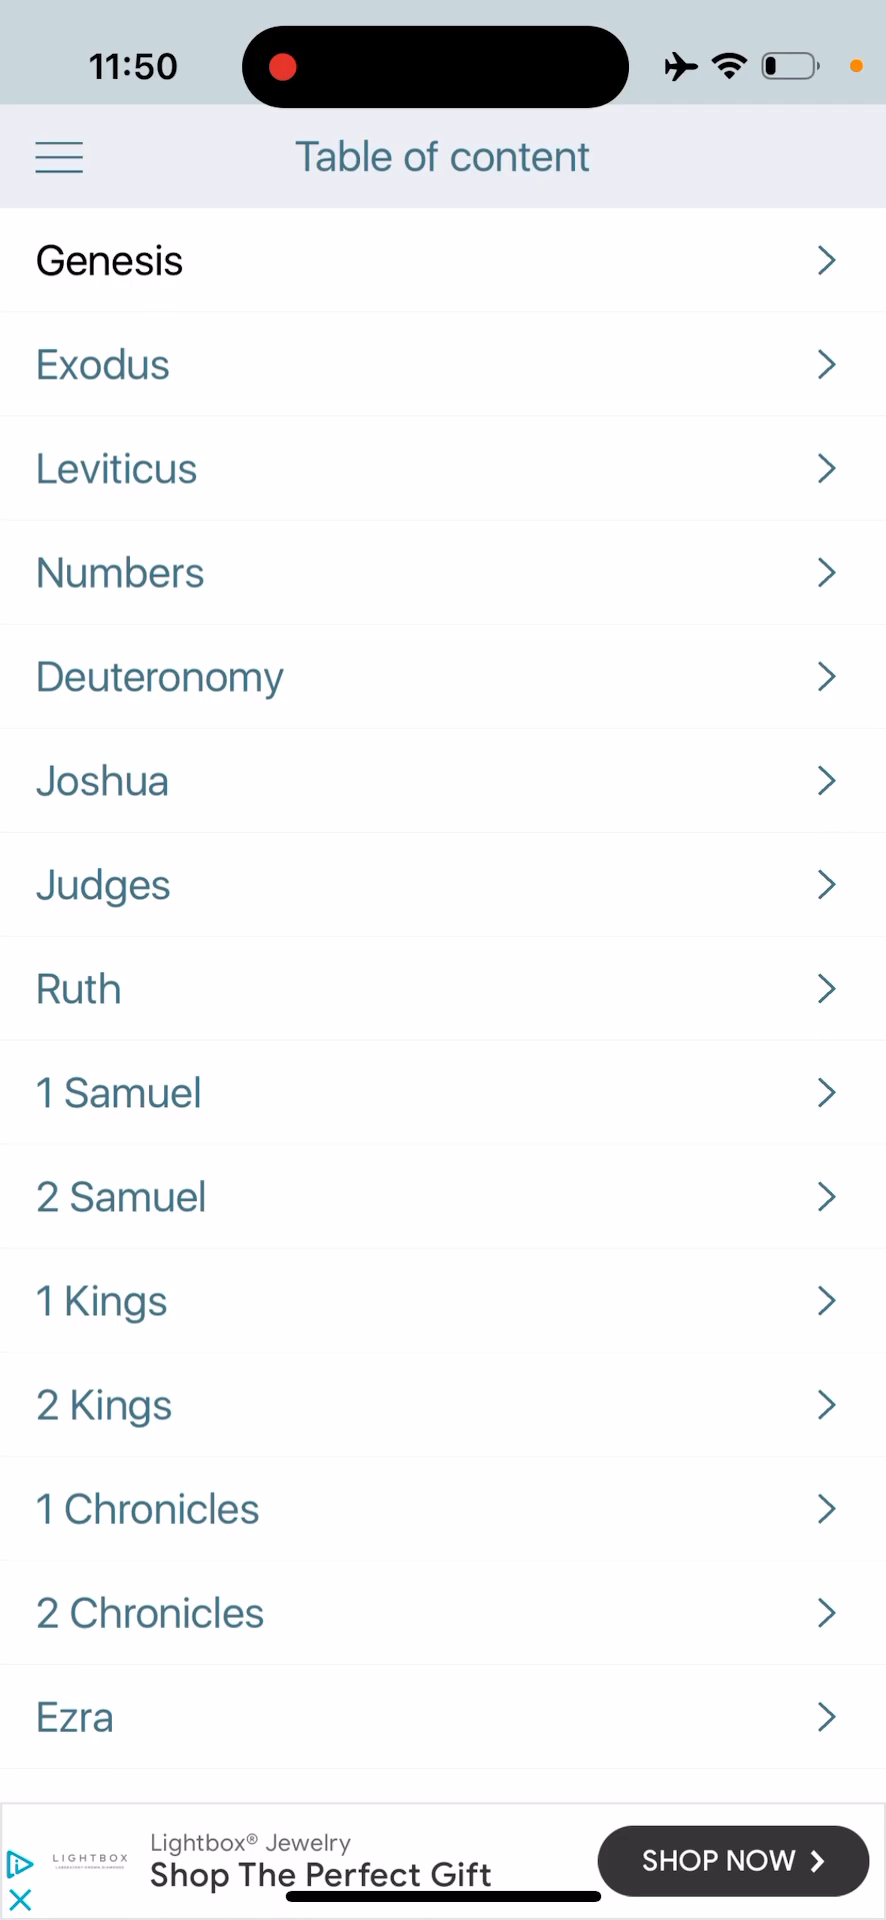 11:50
Table of content
Genesis
Exodus
Leviticus
Numbers
Deuteronomy
Joshua
Judges
Ruth
1 Samuel
2 Samuel
1 Kings
2 Kings
1 Chronicles
2 Chronicles
Ezra
LIGHTBOX
Lightbox® Jewelry
Shop The Perfect Gift
SHOP NOW